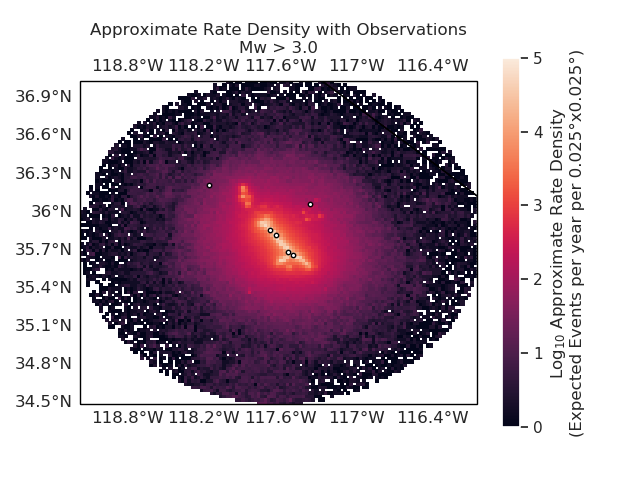 Approximate Rate Density with Observations
Mw > 3.0
118.8°W 118.2°W 117.6°W 117°W 116.4°W
36.9°N
36.6°N
36.3°N
36°N
35.7°N
35.4°N
35.1°N
34.8°N
34.5°N
118.8°W 118.2°W 117.6°W 117°W 116.4°W
5
4
3
2
1
0
Log₁₀ Approximate Rate Density
(Expected Events per year per 0.025°x0.025°)